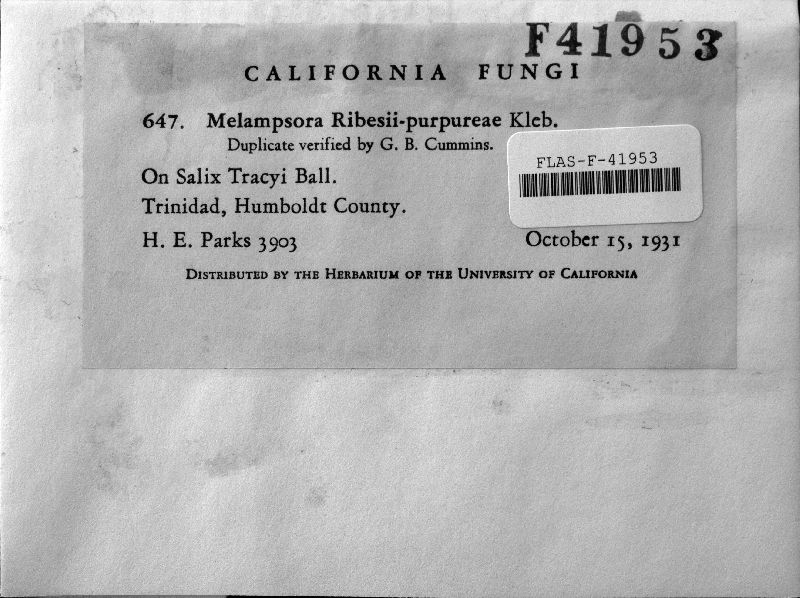 F41953
CALIFORNIA FUNGI
647. Melampsora Ribesii-purpureae Kleb.
Duplicate verified by G. B. Cummins.
FLAS-F-41953
On Salix Tracyi Ball.
Trinidad, Humboldt County.
H. E. Parks 3903 October 15, 1931
DISTRIBUTED BY THE HERBARIUM OF THE UNIVERSITY OF CALIFORNIA